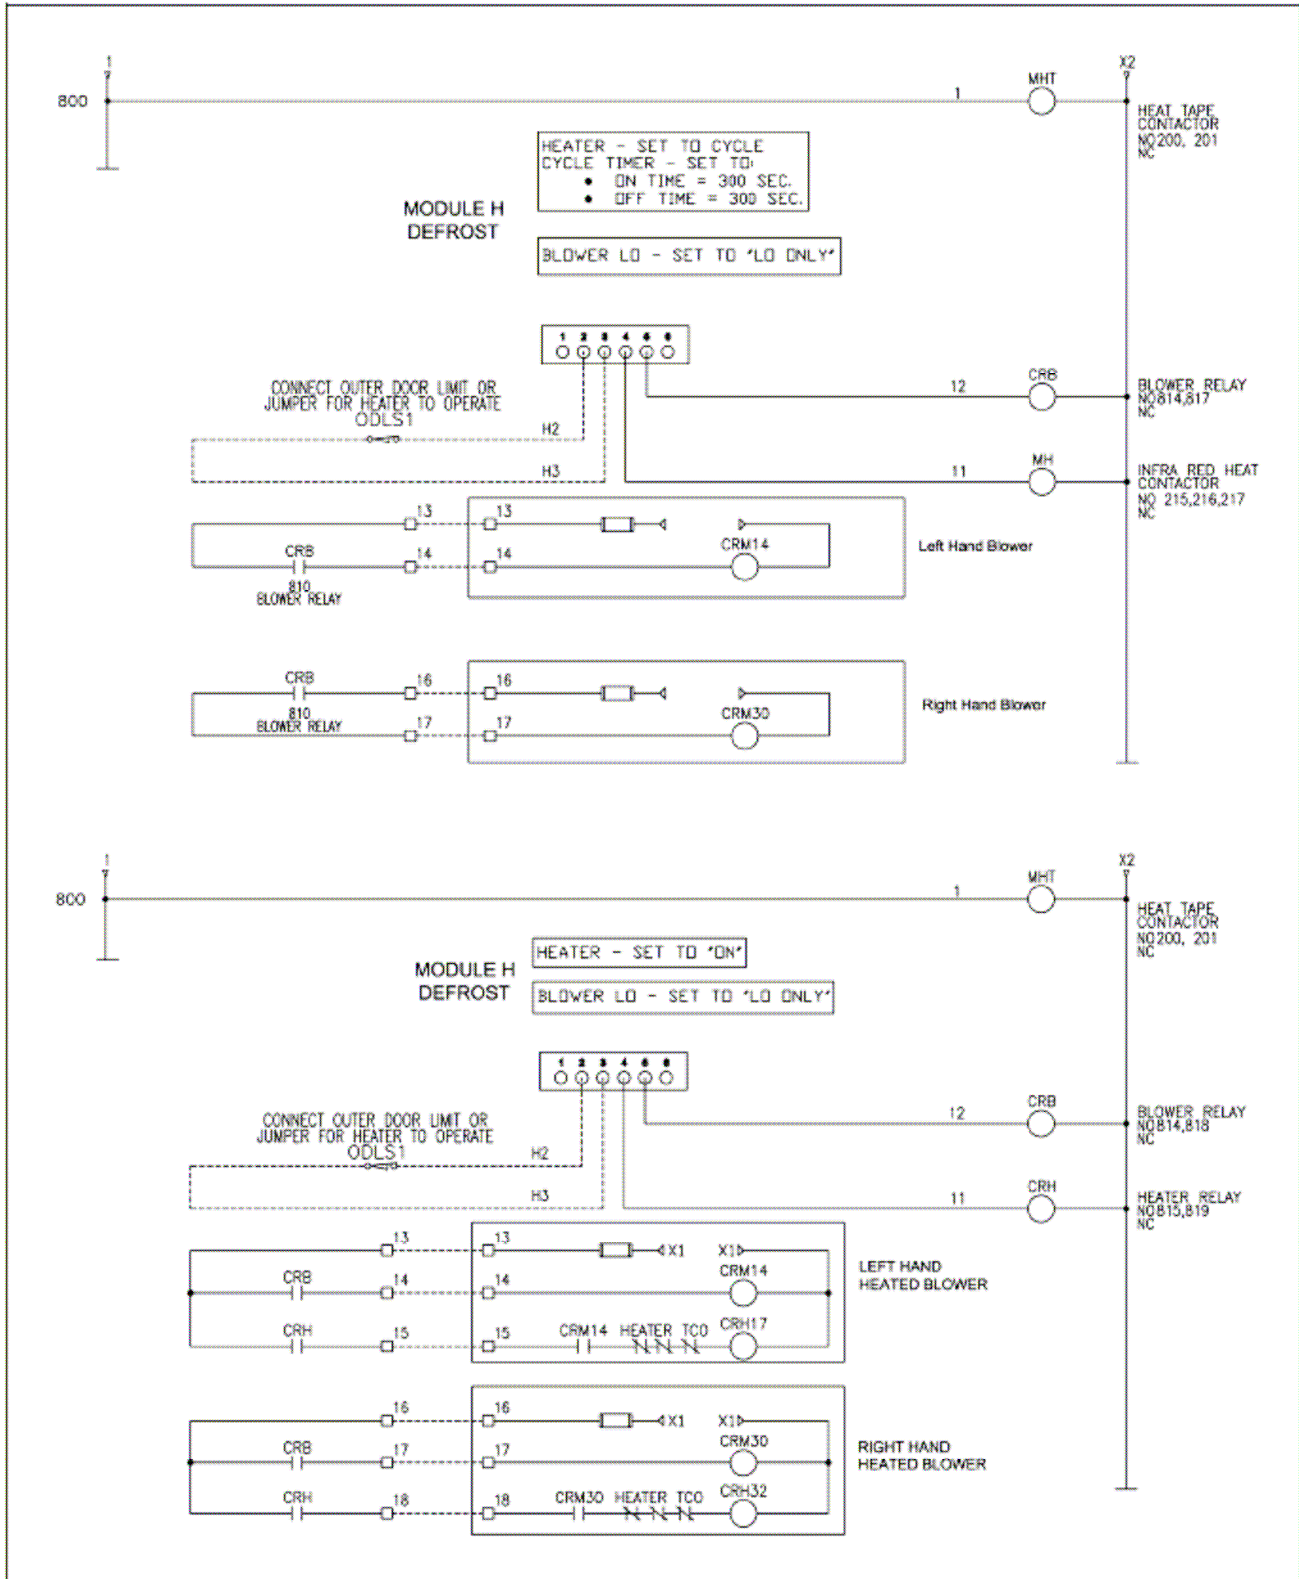 1
X2
800
1
MHT
HEAT TAPE
CONTACTOR
NO200, 201
NC
HEATER - SET TO CYCLE
CYCLE TIMER - SET TO:
• ON TIME = 300 SEC.
• OFF TIME = 300 SEC.
MODULE H
DEFROST
BLOWER LO - SET TO "LO ONLY"
1 2 3 4 5 6
CONNECT OUTER DOOR LIMIT OR
JUMPER FOR HEATER TO OPERATE
ODLS1
H2
H3
12
CRB
BLOWER RELAY
NO814,817
NC
11
MH
INFRA RED HEAT
CONTACTOR
NO 215,216,217
NC
13 13
CRB
14 14
CRM14
810
BLOWER RELAY
Left Hand Blower
CRB
16 16
810
BLOWER RELAY
17 17
CRM30
Right Hand Blower
1
X2
800
1
MHT
HEAT TAPE
CONTACTOR
NO200, 201
NC
HEATER - SET TO "ON"
MODULE H
DEFROST
BLOWER LO - SET TO "LO ONLY"
1 2 3 4 5 6
CONNECT OUTER DOOR LIMIT OR
JUMPER FOR HEATER TO OPERATE
ODLS1
H2
H3
12
CRB
BLOWER RELAY
NO814,818
NC
11
CRH
HEATER RELAY
NO815,819
NC
13 13 X1 X1
CRB 14 14 CRM14
CRH 15 15 CRM14 HEATER TCO CRH17
LEFT HAND
HEATED BLOWER
16 16 X1 X1
CRB 17 17 CRM30
CRH 18 18 CRM30 HEATER TCO CRH32
RIGHT HAND
HEATED BLOWER